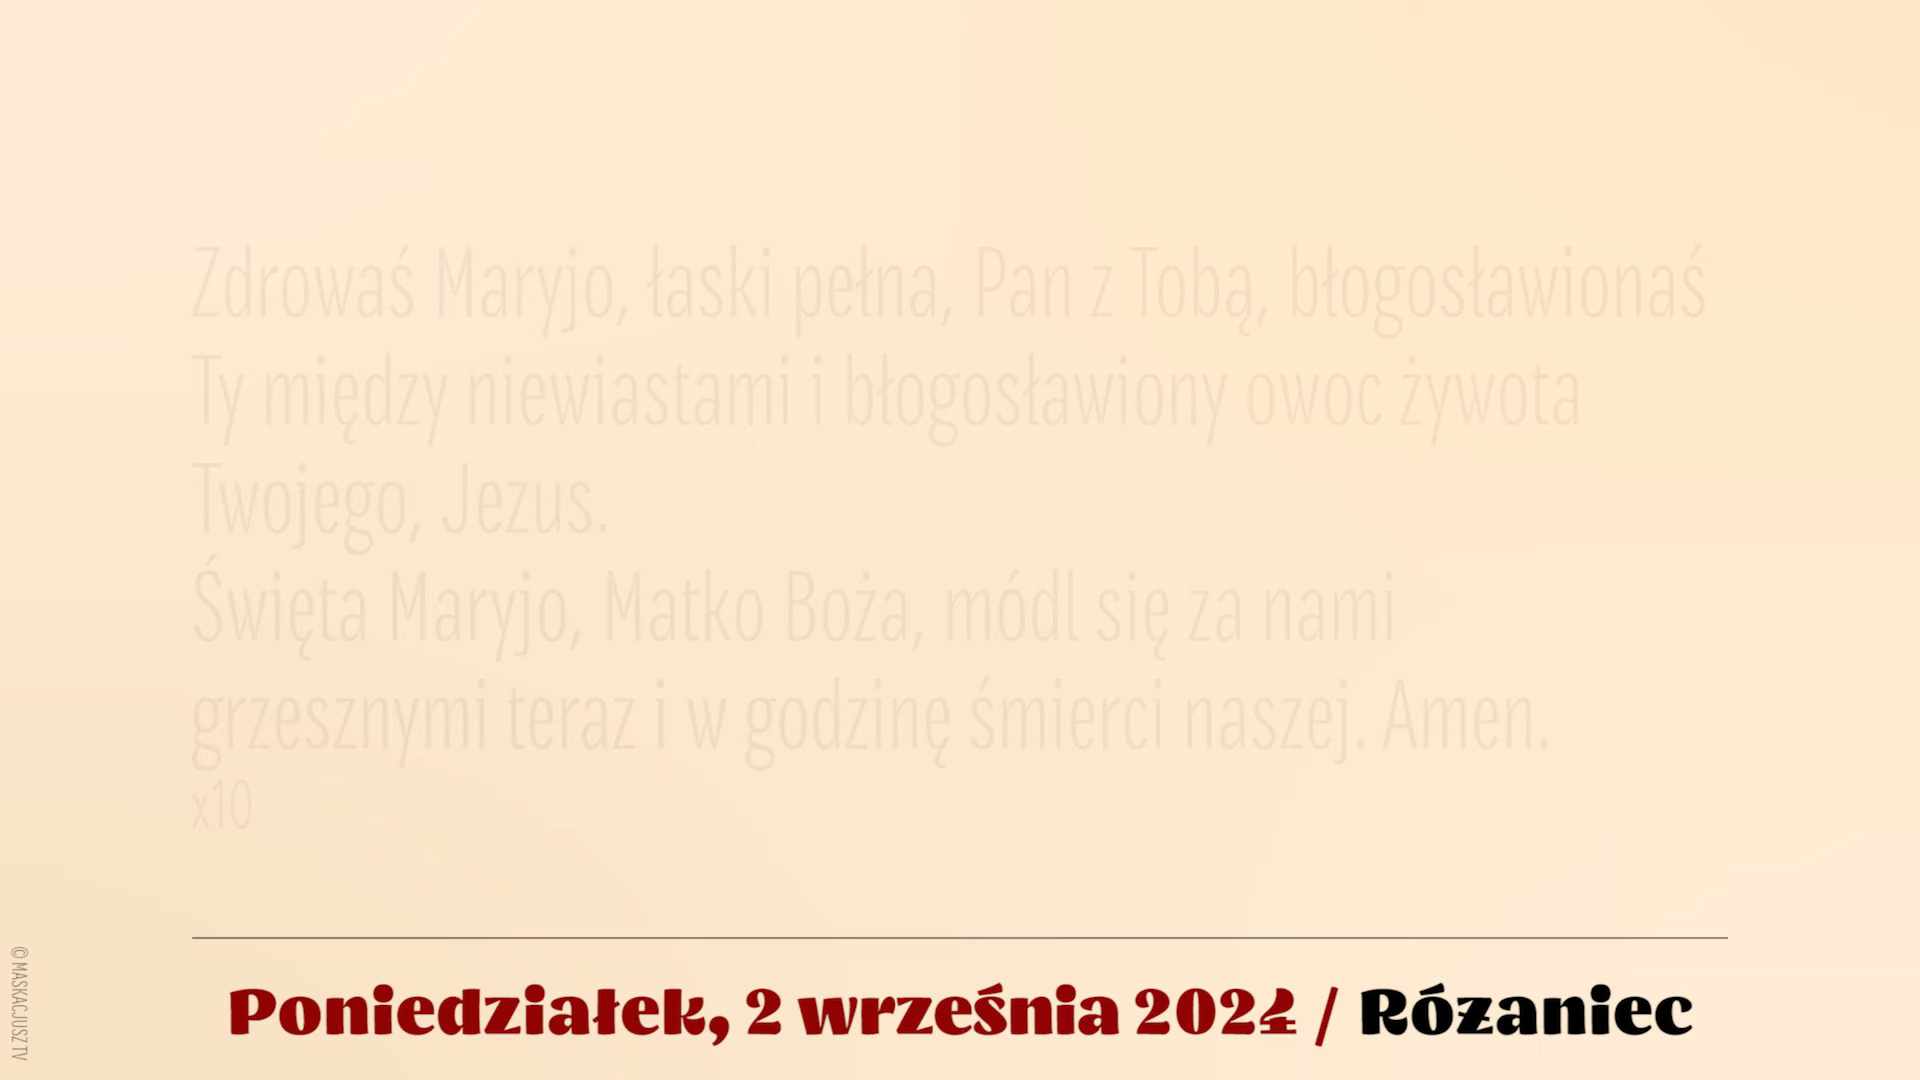 Zdrowaś Maryjo, łaski pełna, Pan z Tobą, błogosławionaś
Ty między niewiastami i błogosławiony owoc żywota
Twojego, Jezus.
Święta Maryjo, Matko Boża, módl się za nami
grzesznymi teraz i w godzinę śmierci naszej. Amen.
x10
Poniedziałek, 2 września 2024 / Różaniec
© MASKACJUSZ TV